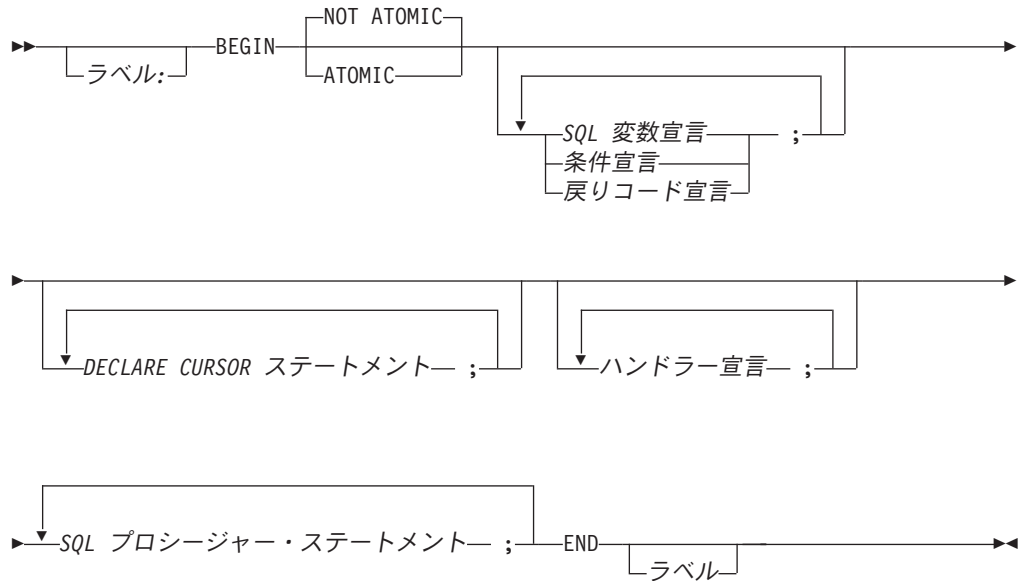 NOT ATOMIC
ラベル: BEGIN
ATOMIC
SQL 変数宣言 ;
条件宣言
戻りコード宣言
DECLARE CURSOR ステートメント ; ハンドラー宣言 ;
SQL プロシージャー・ステートメント ; END
ラベル